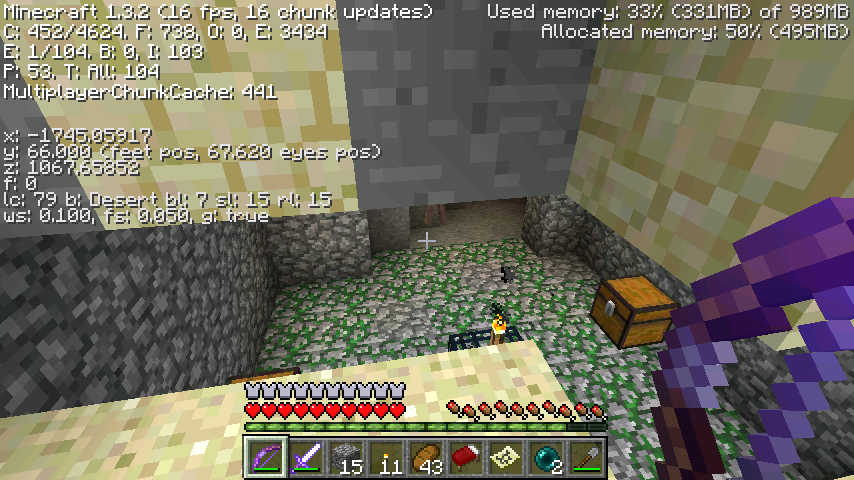 Minecraft 1.3.2 (16 fps, 16 chunk updates)
C: 452/4624, F: 738, O: 0, E: 3434
E: 1/104, B: 0, I: 103
P: 53, T: All: 104
MultiplayerChunkCache: 441
x: -1745.05917
y: 66.000 (feet pos, 67.620 eyes pos)
z: 1067.65852
f: 0
lc: 79 b: Desert bl: 7 sl: 15 rl: 15
ws: 0.100, fs: 0.050, g: true
Used memory: 33% (331MB) of 989MB
Allocated memory: 50% (495MB)
15 11 43 2